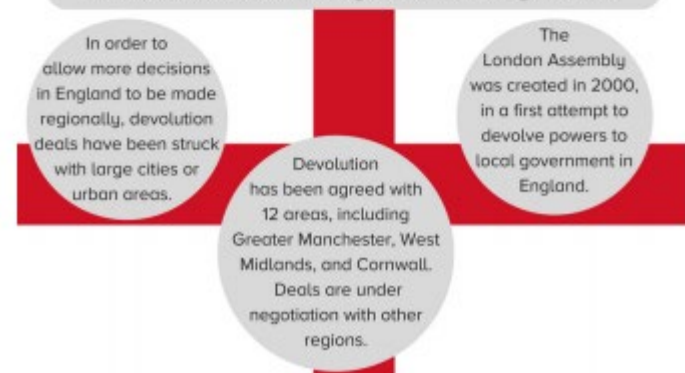 In order to
allow more decisions
in England to be made
regionally, devolution
deals have been struck
with large cities or
urban areas.
The
London Assembly
was created in 2000,
in a first attempt to
devolve powers to
local government in
England.
Devolution
has been agreed with
12 areas, including
Greater Manchester, West
Midlands, and Cornwall.
Deals are under
negotiation with other
regions.